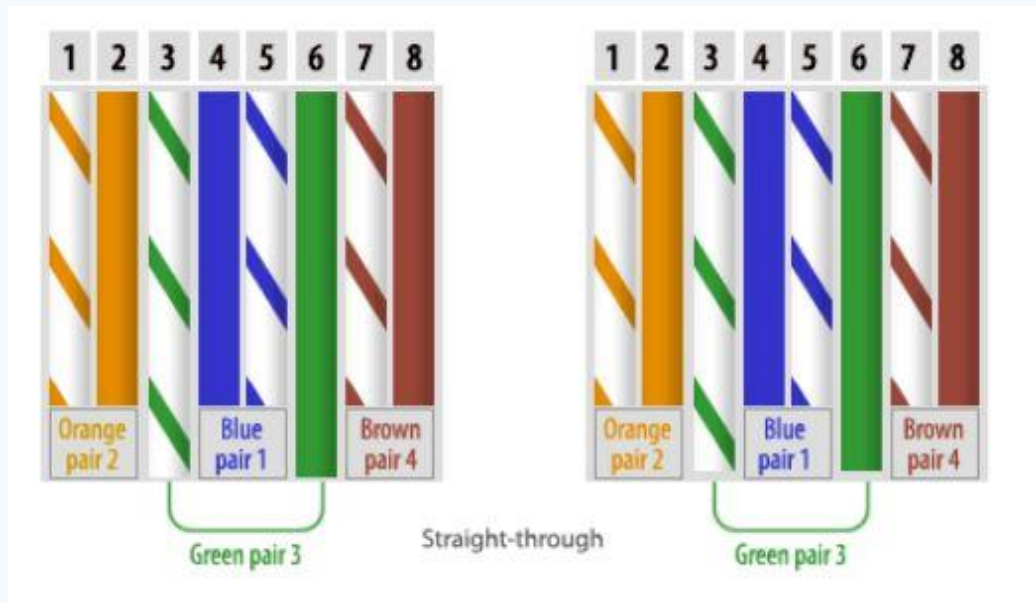 1 2 3 4 5 6 7 8
1 2 3 4 5 6 7 8
Orange
pair 2
Blue
pair 1
Brown
pair 4
Green pair 3
Straight-through
Orange
pair 2
Blue
pair 1
Brown
pair 4
Green pair 3